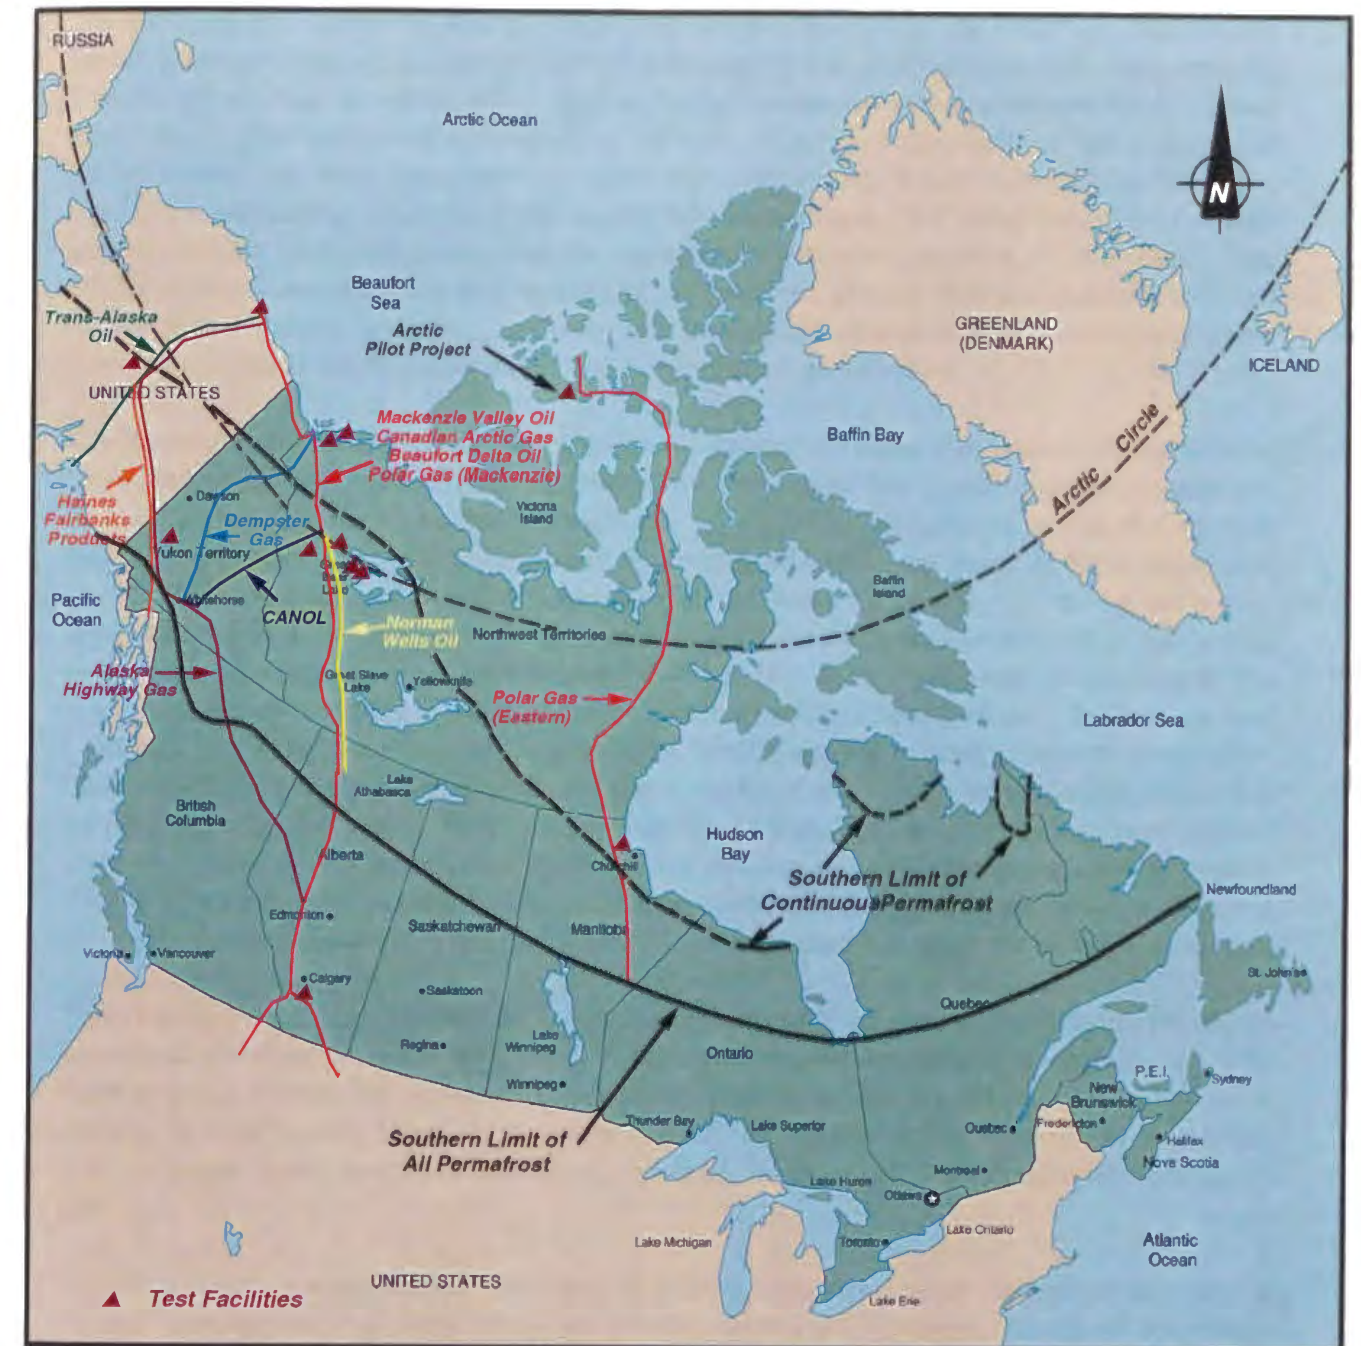 RUSSIA
Arctic Ocean
N
Beaufort
Sea
Trans-Alaska
Oil
Arctic
Pilot Project
GREENLAND
(DENMARK)
ICELAND
UNITED STATES
Mackenzie Valley Oil
Canadian Arctic Gas
Beaufort Delta Oil
Polar Gas (Mackenzie)
Baffin Bay
Arctic Circle
Haines
Fairbanks
Products
Dawson
Dempster
Gas
Victoria
Island
Yukon Territory
Great
Bear
Lake
Baffin
Island
Pacific
Ocean
Whitehorse
CANOL
Norman
Wells Oil
Northwest Territories
Alaska
Highway Gas
Great Slave
Lake
Yellowknife
Polar Gas
(Eastern)
Labrador Sea
Lake
Athabasca
British
Columbia
Hudson
Bay
Alberta
Churchill
Southern Limit of
Continuous Permafrost
Newfoundland
Edmonton
Saskatchewan
Manitoba
Victoria
Vancouver
Calgary
Saskatoon
St. John's
Quebec
Regina
Lake
Winnipeg
Ontario
Winnipeg
P.E.I.
Sydney
New
Brunswick
Thunder Bay
Lake Superior
Quebec
Fredericton
Halifax
Nova Scotia
Southern Limit of
All Permafrost
Montreal
Lake Huron
Ottawa
Lake Ontario
Lake Michigan
Toronto
Atlantic
Ocean
UNITED STATES
Lake Erie
Test Facilities